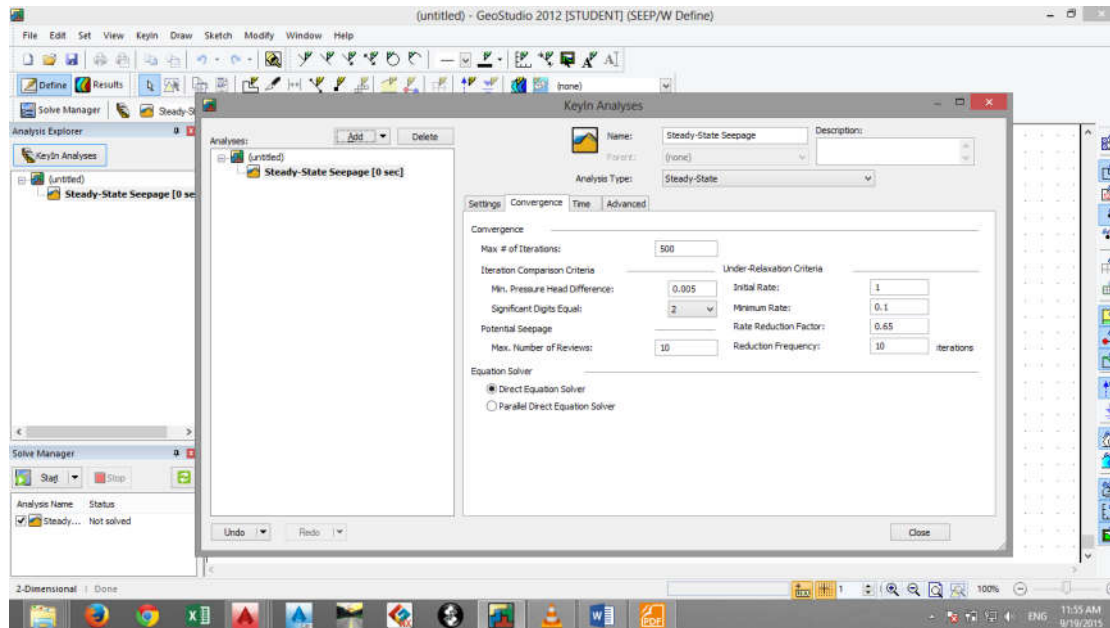 (untitled) - GeoStudio 2012 [STUDENT] (SEEP/W Define)
File Edit Set View KeyIn Draw Sketch Modify Window Help
Define Results (none)
Solve Manager Steady-S
KeyIn Analyses
Analysis Explorer
KeyIn Analyses
(untitled)
Steady-State Seepage [0 se
Analyses: Add Delete
(untitled)
Steady-State Seepage [0 sec]
Name: Steady-State Seepage Description:
Parent: (none)
Analysis Type: Steady-State
Settings Convergence Time Advanced
Convergence
Max # of Iterations: 500
Iteration Comparison Criteria Under-Relaxation Criteria
Min. Pressure Head Difference: 0.005 Initial Rate: 1
Significant Digits Equal: 2 Minimum Rate: 0.1
Potential Seepage Rate Reduction Factor: 0.65
Max. Number of Reviews: 10 Reduction Frequency: 10 iterations
Equation Solver
Direct Equation Solver
Parallel Direct Equation Solver
Undo Redo Close
Solve Manager
Start Stop
Analysis Name Status
Steady... Not solved
2-Dimensional Done 1 100%
ENG 11:55 AM
9/19/2015